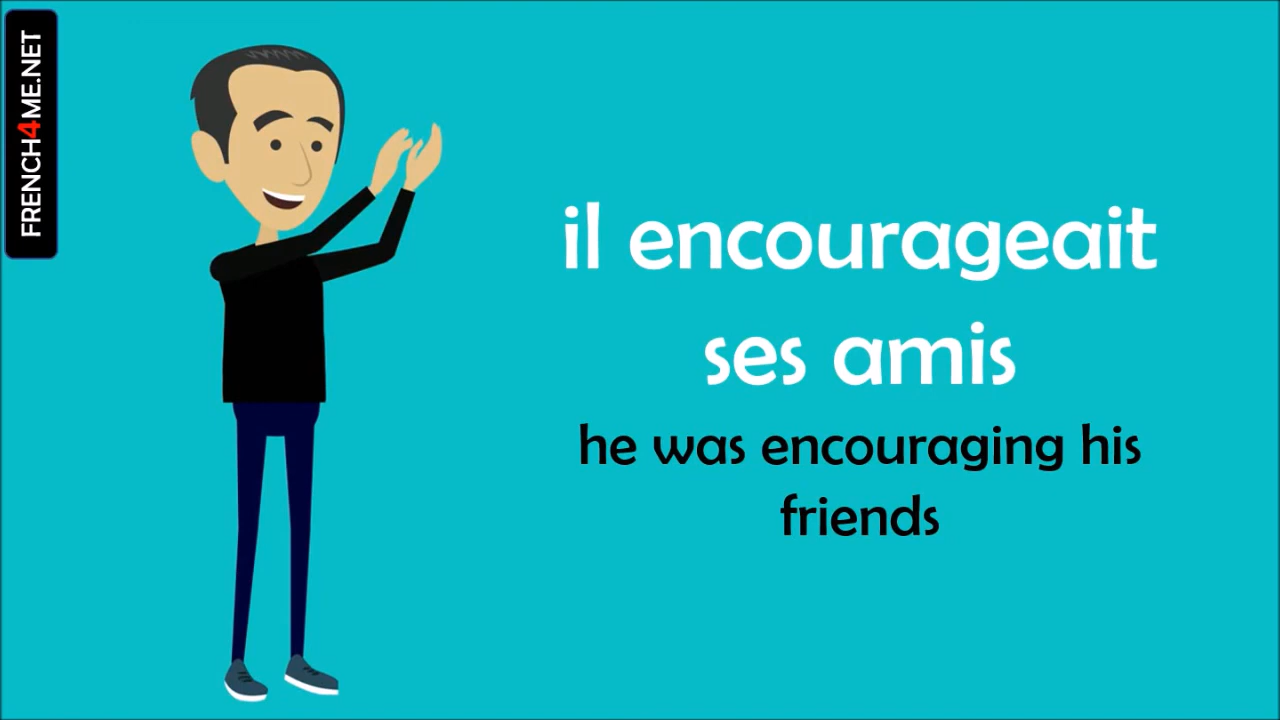 FRENCH4ME.NET
il encourageait
ses amis
he was encouraging his
friends